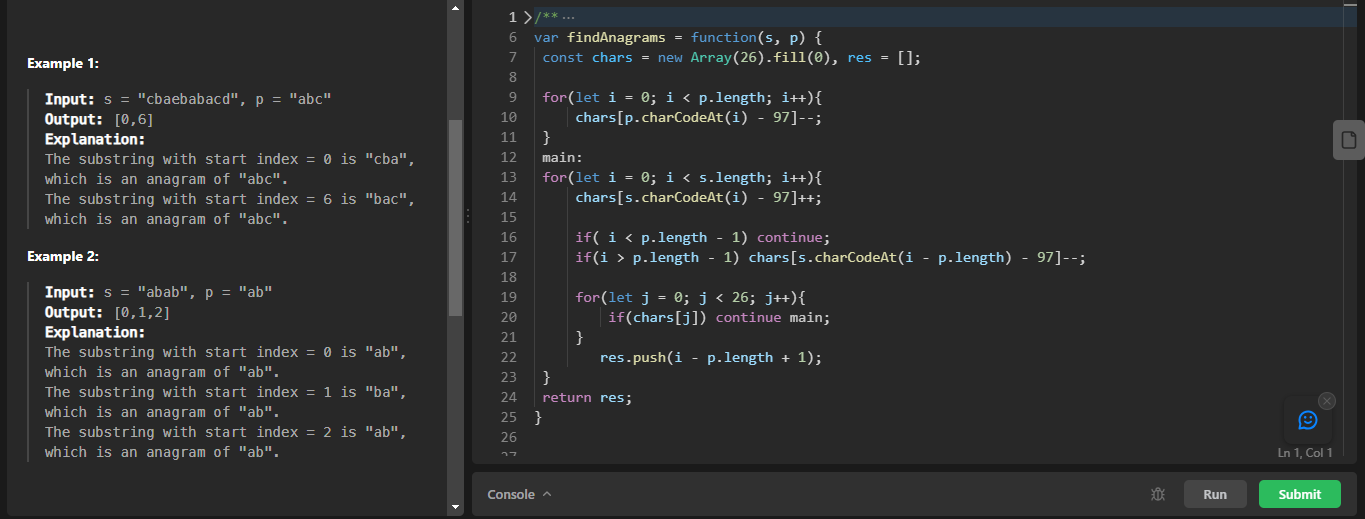 Example 1:
Input: s = "cbaebabacd", p = "abc"
Output: [0,6]
Explanation:
The substring with start index = 0 is "cba",
which is an anagram of "abc".
The substring with start index = 6 is "bac",
which is an anagram of "abc".
Example 2:
Input: s = "abab", p = "ab"
Output: [0,1,2]
Explanation:
The substring with start index = 0 is "ab",
which is an anagram of "ab".
The substring with start index = 1 is "ba",
which is an anagram of "ab".
The substring with start index = 2 is "ab",
which is an anagram of "ab".
1 /** ···
6 var findAnagrams = function(s, p) {
7 const chars = new Array(26).fill(0), res = [];
8
9 for(let i = 0; i < p.length; i++){
10 chars[p.charCodeAt(i) - 97]--;
11 }
12 main:
13 for(let i = 0; i < s.length; i++){
14 chars[s.charCodeAt(i) - 97]++;
15
16 if( i < p.length - 1) continue;
17 if(i > p.length - 1) chars[s.charCodeAt(i - p.length) - 97]--;
18
19 for(let j = 0; j < 26; j++){
20 if(chars[j]) continue main;
21 }
22 res.push(i - p.length + 1);
23 }
24 return res;
25 }
26
27
Ln 1, Col 1
Console
Run
Submit